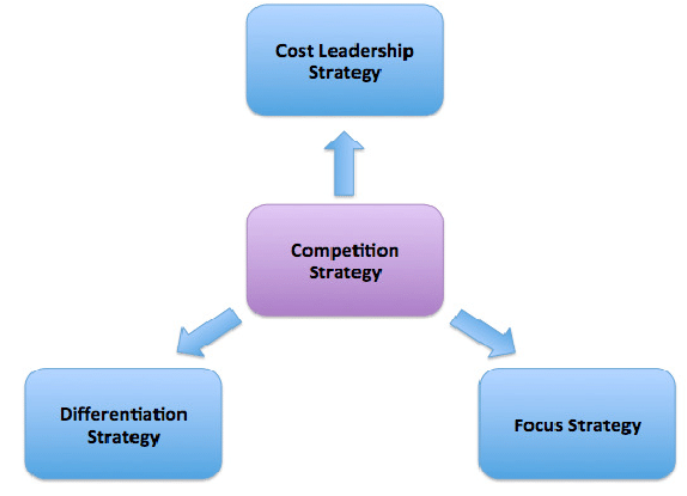 Cost Leadership
Strategy
Competition
Strategy
Differentiation
Strategy
Focus Strategy